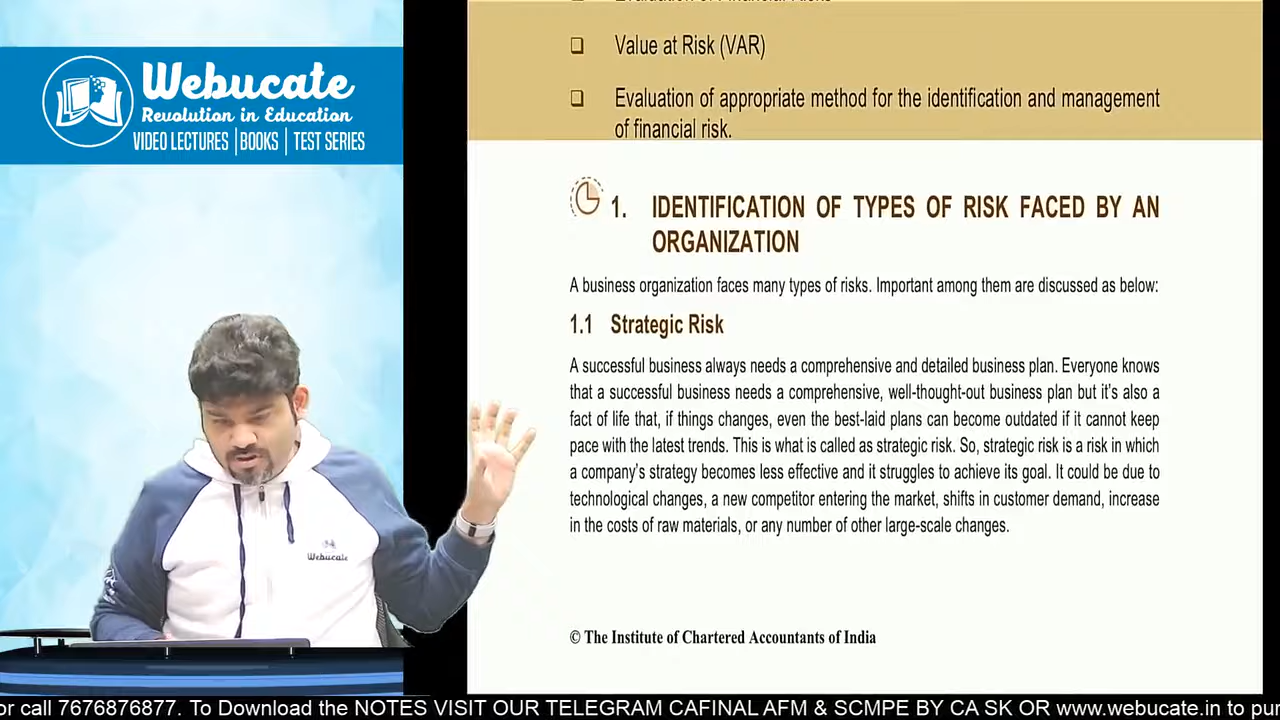 Webucate
Revolution in Education
VIDEO LECTURES | BOOKS | TEST SERIES
Evaluation of Financial Risks
❑ Value at Risk (VAR)
❑ Evaluation of appropriate method for the identification and management
of financial risk.
1. IDENTIFICATION OF TYPES OF RISK FACED BY AN
ORGANIZATION
A business organization faces many types of risks. Important among them are discussed as below:
1.1 Strategic Risk
A successful business always needs a comprehensive and detailed business plan. Everyone knows
that a successful business needs a comprehensive, well-thought-out business plan but it's also a
fact of life that, if things changes, even the best-laid plans can become outdated if it cannot keep
pace with the latest trends. This is what is called as strategic risk. So, strategic risk is a risk in which
a company's strategy becomes less effective and it struggles to achieve its goal. It could be due to
technological changes, a new competitor entering the market, shifts in customer demand, increase
in the costs of raw materials, or any number of other large-scale changes.
© The Institute of Chartered Accountants of India
Webucate
or call 7676876877. To Download the NOTES VISIT OUR TELEGRAM CAFINAL AFM & SCMPE BY CA SK OR www.webucate.in to pur